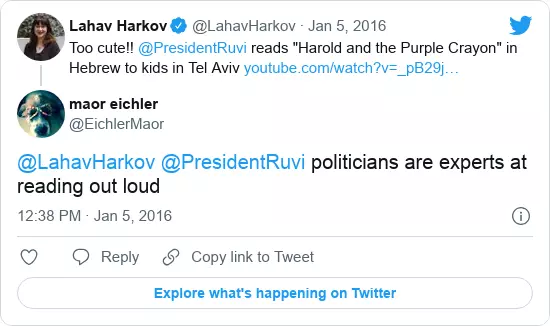 Lahav Harkov @LahavHarkov · Jan 5, 2016
Too cute!! @PresidentRuvi reads "Harold and the Purple Crayon" in
Hebrew to kids in Tel Aviv youtube.com/watch?v=_pB29j…
maor eichler
@EichlerMaor
@LahavHarkov @PresidentRuvi politicians are experts at
reading out loud
12:38 PM · Jan 5, 2016
Reply
Copy link to Tweet
Explore what's happening on Twitter